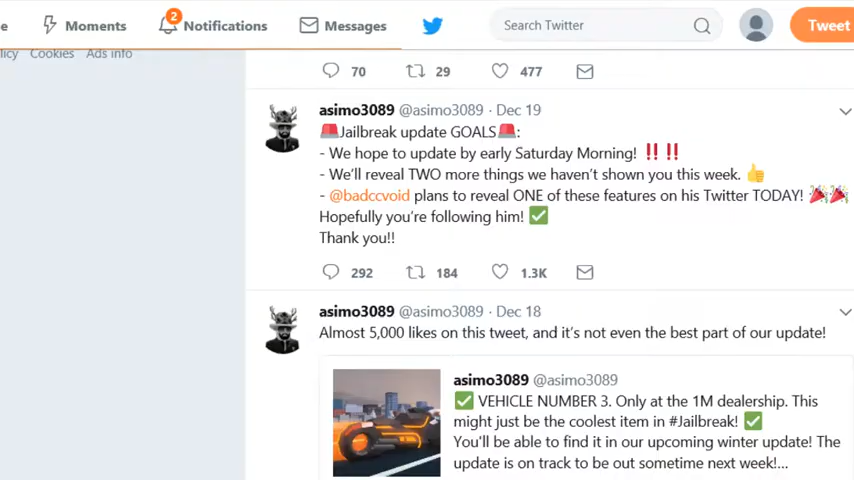 e Moments 2 Notifications Messages Search Twitter Tweet
licy Cookies Ads info
70 29 477
asimo3089 @asimo3089 · Dec 19
🚨Jailbreak update GOALS🚨:
- We hope to update by early Saturday Morning! ‼️ ‼️
- We'll reveal TWO more things we haven't shown you this week. 👍
- @badccvoid plans to reveal ONE of these features on his Twitter TODAY! 🎉🎉
Hopefully you're following him! ✅
Thank you!!
292 184 1.3K
asimo3089 @asimo3089 · Dec 18
Almost 5,000 likes on this tweet, and it's not even the best part of our update!
asimo3089 @asimo3089
✅ VEHICLE NUMBER 3. Only at the 1M dealership. This
might just be the coolest item in #Jailbreak! ✅
You'll be able to find it in our upcoming winter update! The
update is on track to be out sometime next week!...